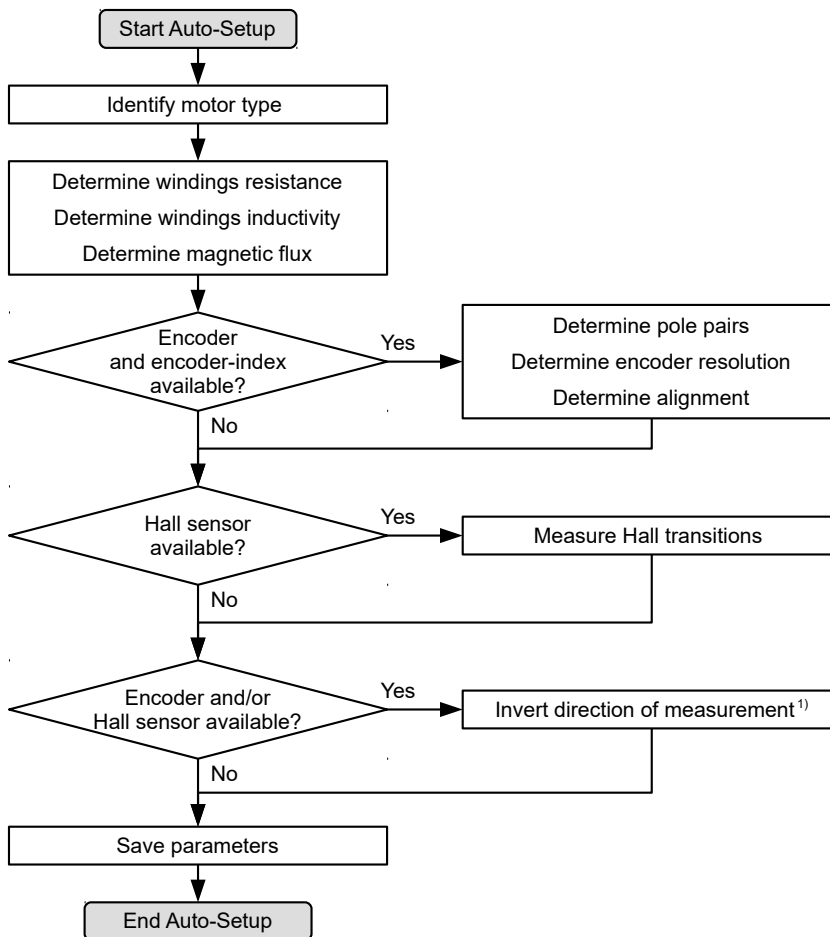 Start Auto-Setup
Identify motor type
Determine windings resistance
Determine windings inductivity
Determine magnetic flux
Encoder
and encoder-index
available?
Yes
Determine pole pairs
Determine encoder resolution
Determine alignment
No
Hall sensor
available?
Yes
Measure Hall transitions
No
Encoder and/or
Hall sensor available?
Yes
Invert direction of measurement 1)
No
Save parameters
End Auto-Setup